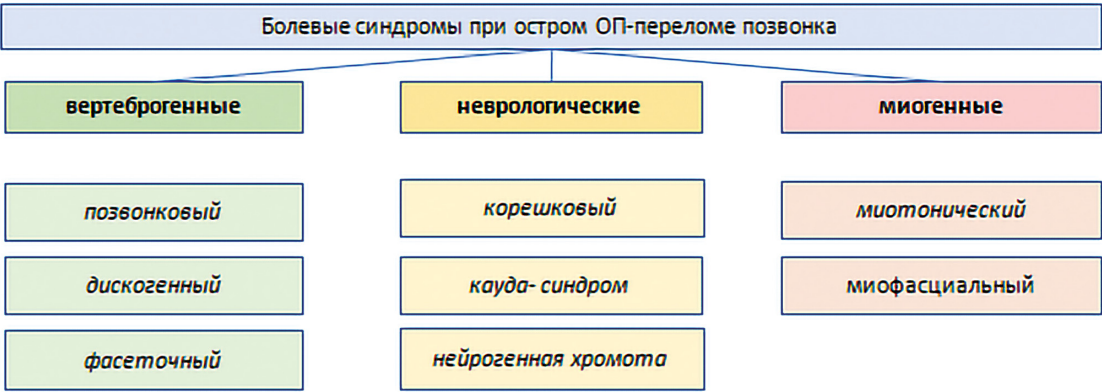 Болевые синдромы при остром ОП-переломе позвонка
вертеброгенные
неврологические
миогенные
позвонковый
корешковый
миотонический
дискогенный
кауда- синдром
миофасциальный
фасеточный
нейрогенная хромота